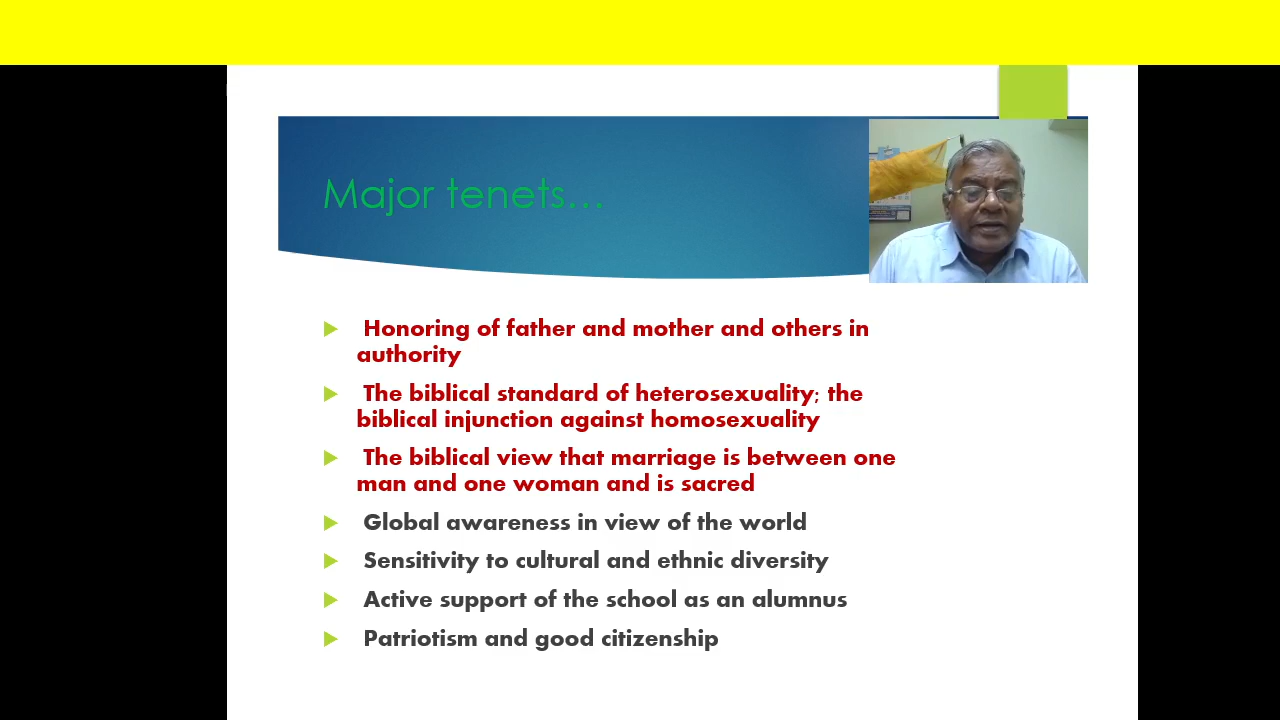 Major tenets...
Honoring of father and mother and others in
authority
The biblical standard of heterosexuality; the
biblical injunction against homosexuality
The biblical view that marriage is between one
man and one woman and is sacred
Global awareness in view of the world
Sensitivity to cultural and ethnic diversity
Active support of the school as an alumnus
Patriotism and good citizenship